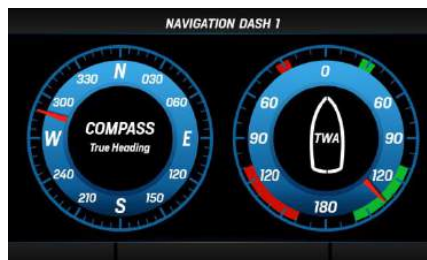 NAVIGATION DASH 1
N
030
060
E
120
150
S
210
240
W
300
330
COMPASS
True Heading
0
60
90
120
180
120
90
60
TWA